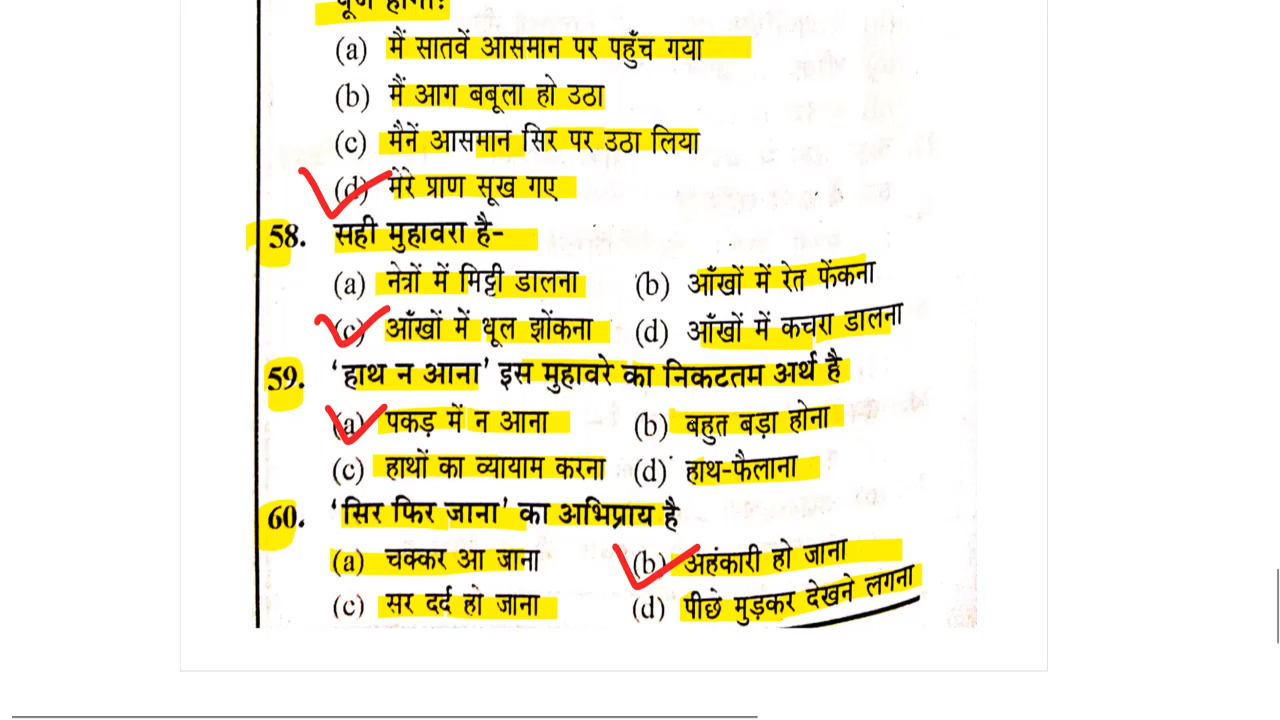 (a) मैं सातवें आसमान पर पहुँच गया
(b) मैं आग बबूला हो उठा
(c) मैनें आसमान सिर पर उठा लिया
(d) मेरे प्राण सूख गए
58. सही मुहावरा है-
(a) नेत्रों में मिट्टी डालना (b) आँखों में रेत फेंकना
(c) आँखों में धूल झोंकना (d) आँखों में कचरा डालना
59. ‘हाथ न आना’ इस मुहावरे का निकटतम अर्थ है
(a) पकड़ में न आना (b) बहुत बड़ा होना
(c) हाथों का व्यायाम करना (d) हाथ-फैलाना
60. ‘सिर फिर जाना’ का अभिप्राय है
(a) चक्कर आ जाना (b) अहंकारी हो जाना
(c) सर दर्द हो जाना (d) पीछे मुड़कर देखने लगना